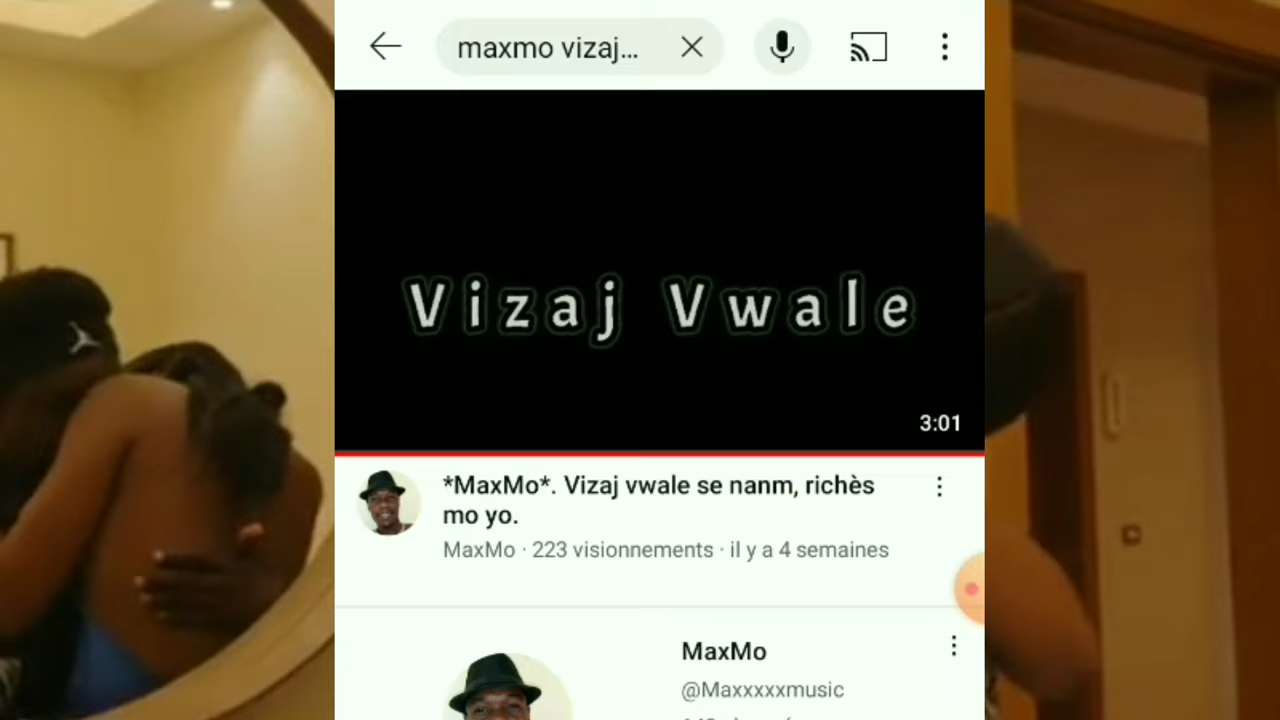 maxmo vizaj...
Vizaj Vwale
3:01
*MaxMo*. Vizaj vwale se nanm, richès
mo yo.
MaxMo · 223 visionnements · il y a 4 semaines
MaxMo
@Maxxxxxmusic